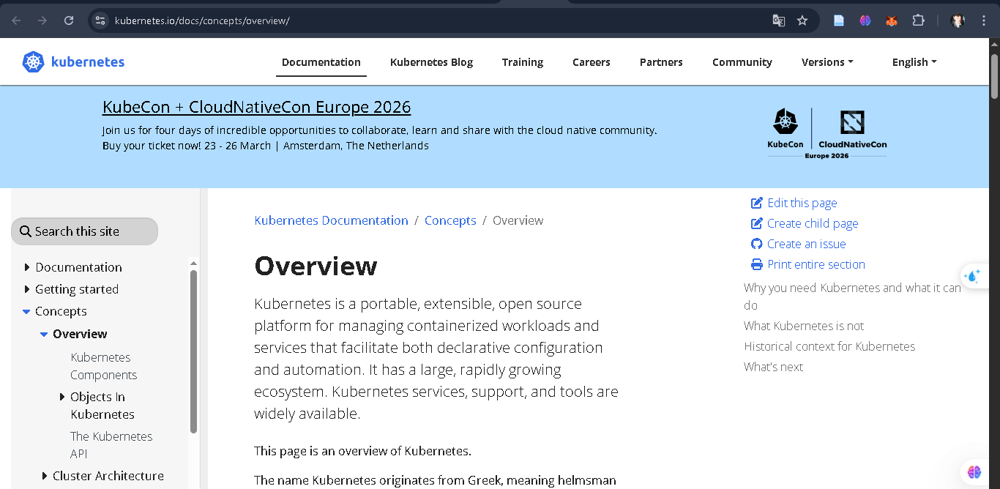 kubernetes.io/docs/concepts/overview/
kubernetes
Documentation
Kubernetes Blog
Training
Careers
Partners
Community
Versions
English
KubeCon + CloudNativeCon Europe 2026
Join us for four days of incredible opportunities to collaborate, learn and share with the cloud native community.
Buy your ticket now! 23 - 26 March | Amsterdam, The Netherlands
KubeCon
CloudNativeCon
Europe 2026
Search this site
Documentation
Getting started
Concepts
Overview
Kubernetes
Components
Objects In
Kubernetes
The Kubernetes
API
Cluster Architecture
Kubernetes Documentation / Concepts / Overview
Overview
Kubernetes is a portable, extensible, open source
platform for managing containerized workloads and
services that facilitate both declarative configuration
and automation. It has a large, rapidly growing
ecosystem. Kubernetes services, support, and tools are
widely available.
This page is an overview of Kubernetes.
The name Kubernetes originates from Greek, meaning helmsman
Edit this page
Create child page
Create an issue
Print entire section
Why you need Kubernetes and what it can
do
What Kubernetes is not
Historical context for Kubernetes
What's next